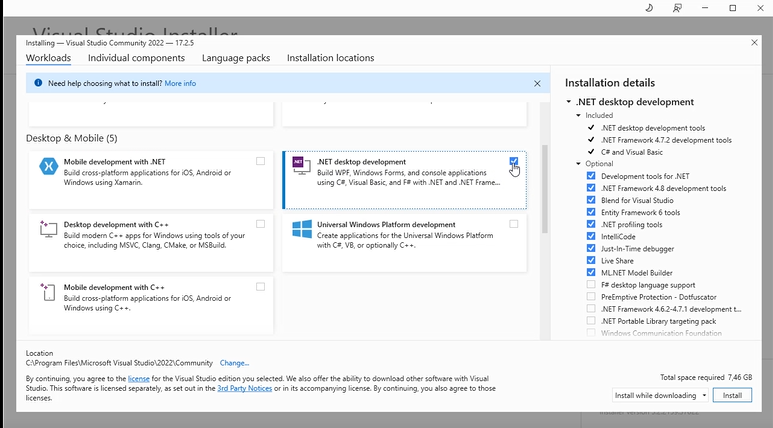 Visual Studio Installer
Installing — Visual Studio Community 2022 — 17.2.5
Workloads Individual components Language packs Installation locations
Need help choosing what to install? More info
Desktop & Mobile (5)
Mobile development with .NET
Build cross-platform applications for iOS, Android or
Windows using Xamarin.
.NET desktop development
Build WPF, Windows Forms, and console applications
using C#, Visual Basic, and F# with .NET and .NET Frame...
Desktop development with C++
Build modern C++ apps for Windows using tools of your
choice, including MSVC, Clang, CMake, or MSBuild.
Universal Windows Platform development
Create applications for the Universal Windows Platform
with C#, VB, or optionally C++.
Mobile development with C++
Build cross-platform applications for iOS, Android or
Windows using C++.
Installation details
.NET desktop development
Included
.NET desktop development tools
.NET Framework 4.7.2 development tools
C# and Visual Basic
Optional
Development tools for .NET
.NET Framework 4.8 development tools
Blend for Visual Studio
Entity Framework 6 tools
.NET profiling tools
IntelliCode
Just-In-Time debugger
Live Share
ML.NET Model Builder
F# desktop language support
PreEmptive Protection - Dotfuscator
.NET Framework 4.6.2-4.7.1 development t...
.NET Portable Library targeting pack
Windows Communication Foundation
Location
C:\Program Files\Microsoft Visual Studio\2022\Community Change...
By continuing, you agree to the license for the Visual Studio edition you selected. We also offer the ability to download other software with Visual
Studio. This software is licensed separately, as set out in the 3rd Party Notices or in its accompanying license. By continuing, you also agree to those
licenses.
Total space required 7,46 GB
Install while downloading Install